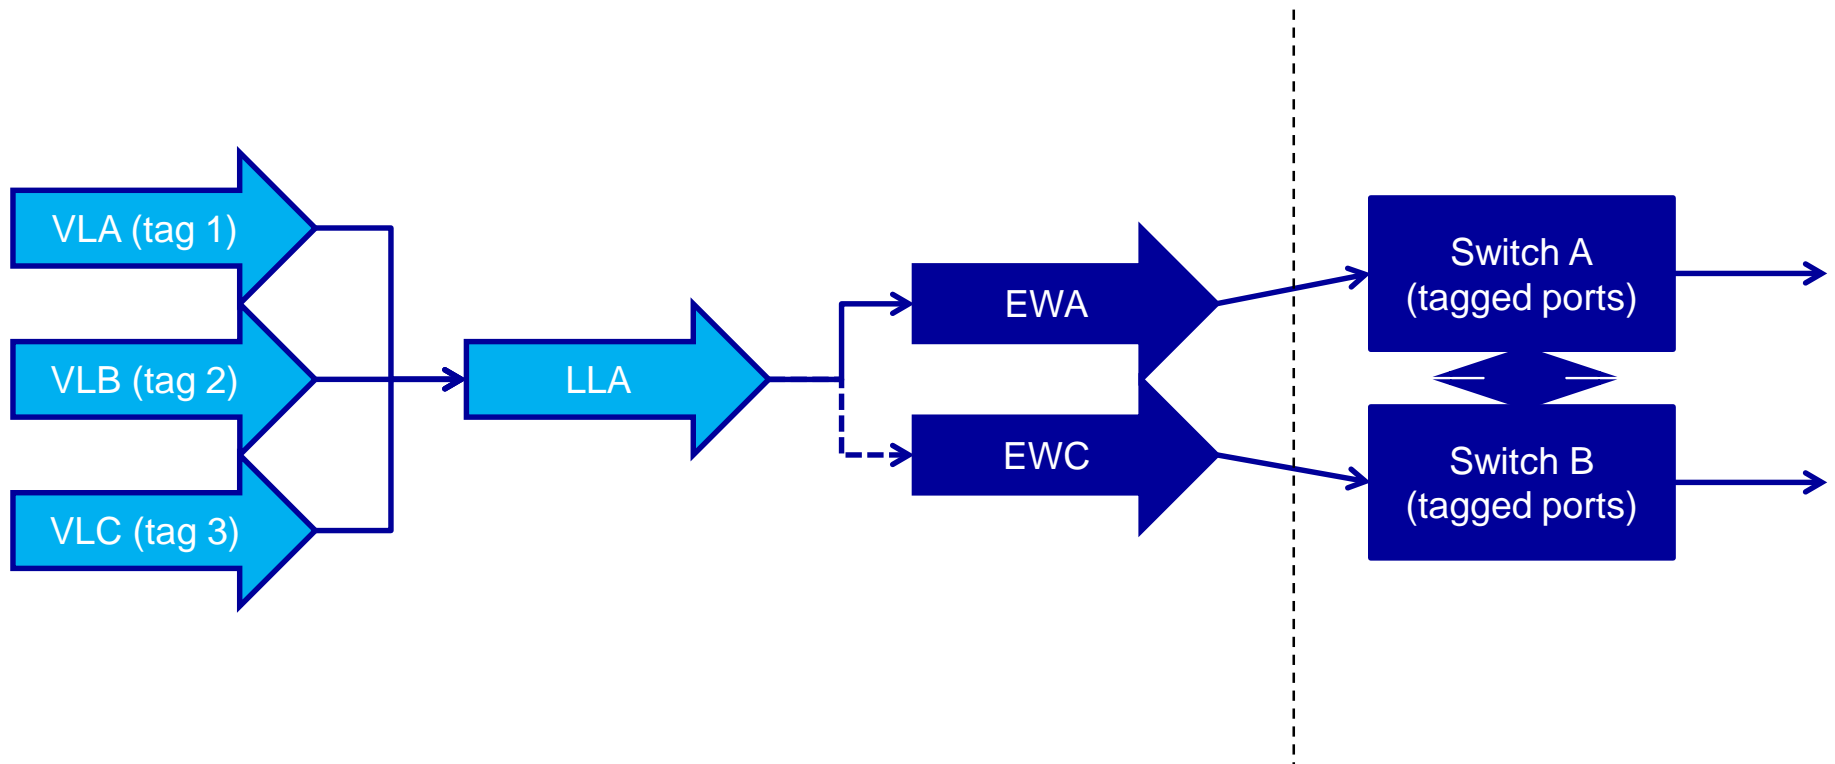 VLA (tag 1)
VLB (tag 2)
VLC (tag 3)
LLA
EWA
EWC
Switch A
(tagged ports)
Switch B
(tagged ports)